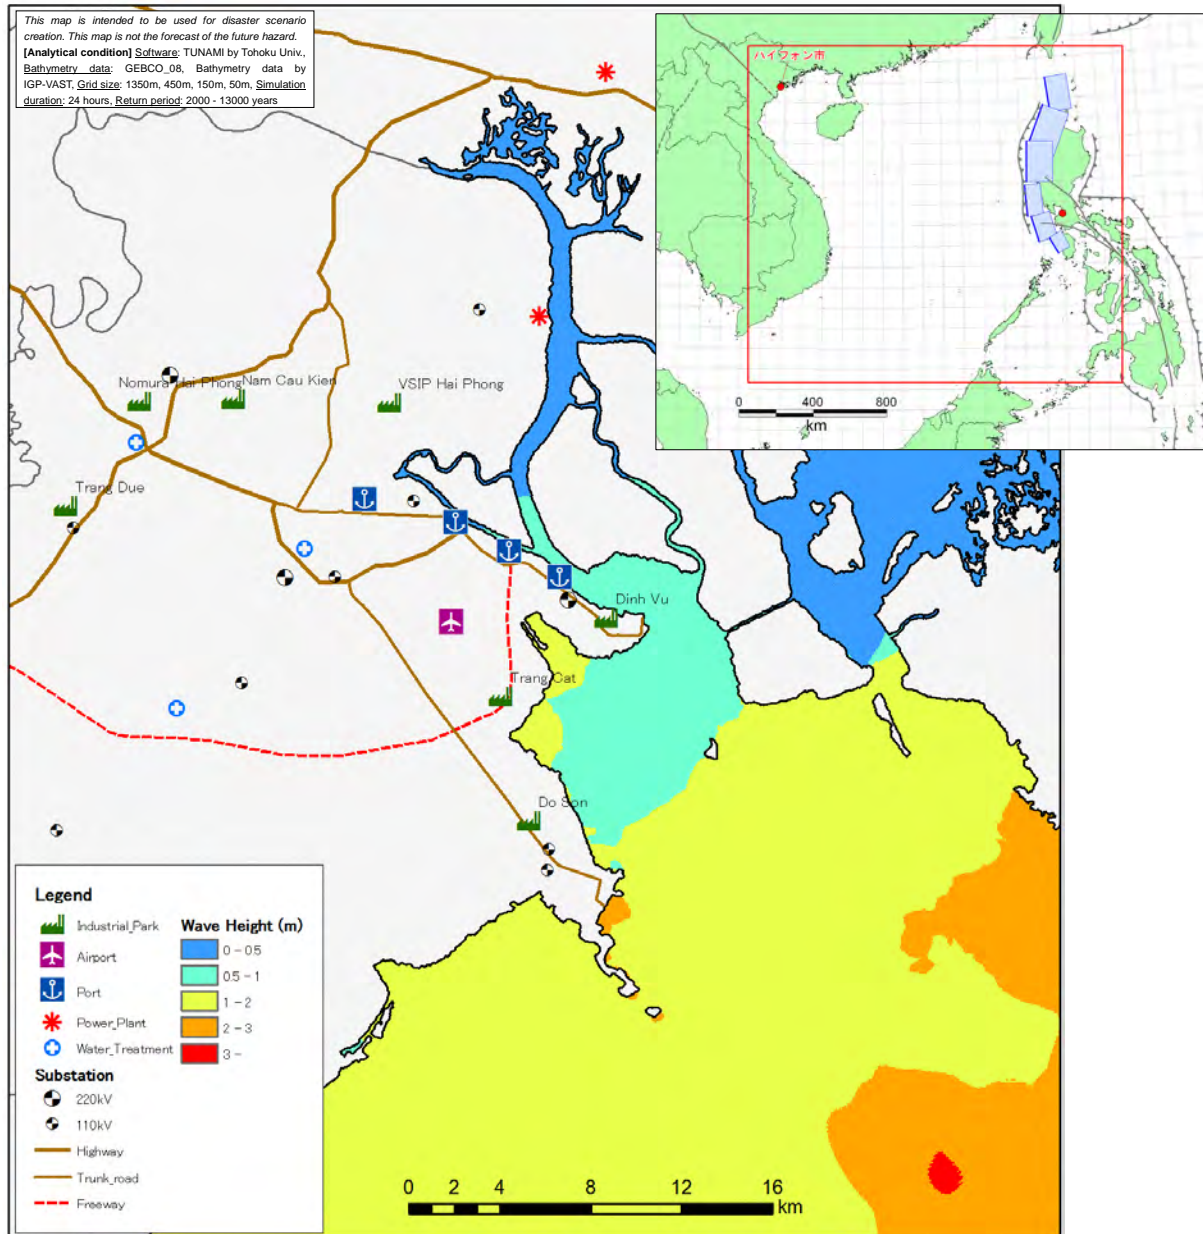 This map is intended to be used for disaster scenario
creation. This map is not the forecast of the future hazard.
[Analytical condition] Software: TUNAMI by Tohoku Univ.,
Bathymetry data: GEBCO_08, Bathymetry data by
IGP-VAST, Grid size: 1350m, 450m, 150m, 50m, Simulation
duration: 24 hours, Return period: 2000 - 13000 years
ハイフォン市
0 400 800
km
Nomura Hai Phong
Nam Cau Kien
VSIP Hai Phong
Trang Due
Dinh Vu
Trang Cat
Do Son
Legend
Industrial_Park
Airport
Port
Power_Plant
Water_Treatment
Substation
220kV
110kV
Highway
Trunk_road
Freeway
Wave Height (m)
0 - 0.5
0.5 - 1
1 - 2
2 - 3
3 -
0 2 4 8 12 16
km